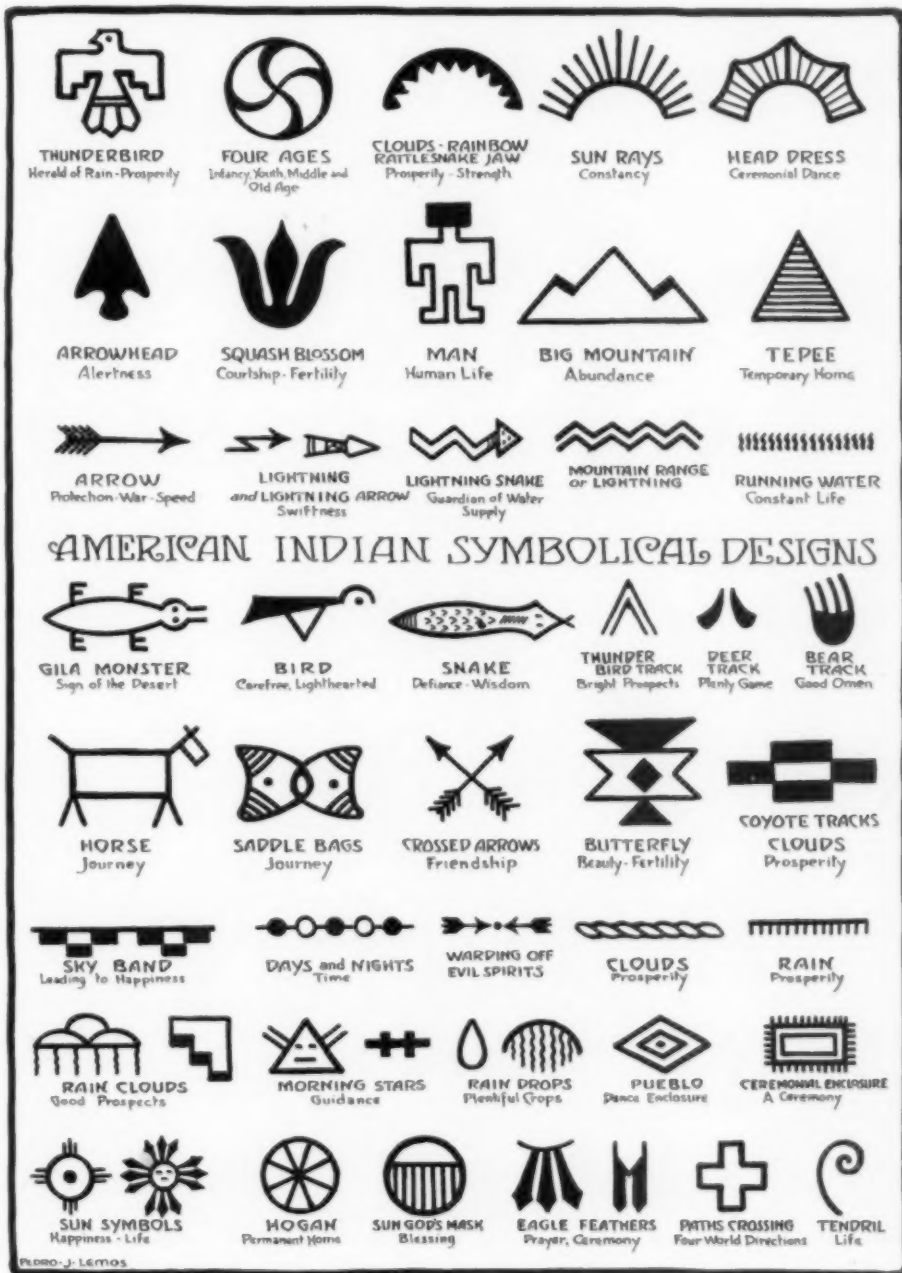 THUNDERBIRD
Herald of Rain-Prosperity
FOUR AGES
Infancy, Youth, Middle and
Old Age
CLOUDS-RAINBOW
RATTLESNAKE JAW
Prosperity-Strength
SUN RAYS
Constancy
HEAD DRESS
Ceremonial Dance
ARROWHEAD
Alertness
SQUASH BLOSSOM
Courtship-Fertility
MAN
Human Life
BIG MOUNTAIN
Abundance
TEPEE
Temporary Home
ARROW
Protection-War-Speed
LIGHTNING
and LIGHTNING ARROW
Swiftness
LIGHTNING SNAKE
Guardian of Water
Supply
MOUNTAIN RANGE
or LIGHTNING
RUNNING WATER
Constant Life
AMERICAN INDIAN SYMBOLICAL DESIGNS
GILA MONSTER
Sign of the Desert
BIRD
Carefree, Lighthearted
SNAKE
Defiance-Wisdom
THUNDER
BIRD TRACK
Bright Prospects
DEER
TRACK
Plenty Game
BEAR
TRACK
Good Omen
HORSE
Journey
SADDLE BAGS
Journey
CROSSED ARROWS
Friendship
BUTTERFLY
Beauty-Fertility
COYOTE TRACKS
CLOUDS
Prosperity
SKY BAND
Leading to Happiness
DAYS and NIGHTS
Time
WARDING OFF
EVIL SPIRITS
CLOUDS
Prosperity
RAIN
Prosperity
RAIN CLOUDS
Good Prospects
MORNING STARS
Guidance
RAIN DROPS
Plentiful Crops
PUEBLO
Dance Enclosure
CEREMONIAL ENCLOSURE
A Ceremony
SUN SYMBOLS
Happiness-Life
HOGAN
Permanent Home
SUN GOD'S MASK
Blessing
EAGLE FEATHERS
Prayer, Ceremony
PATHS CROSSING
Four World Directions
TENDRIL
Life
PEDRO-J-LEMOS